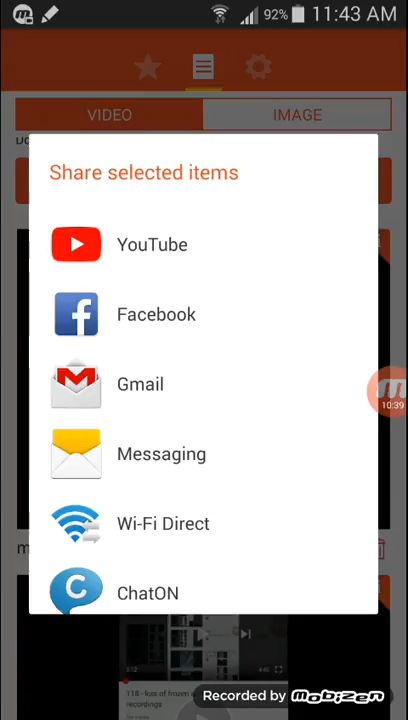 92% 11:43 AM
VIDEO IMAGE
Share selected items
YouTube
Facebook
Gmail
10:39
Messaging
Wi-Fi Direct
m
ChatON
118 - loss of frozen
recordings
Recorded by mobizen